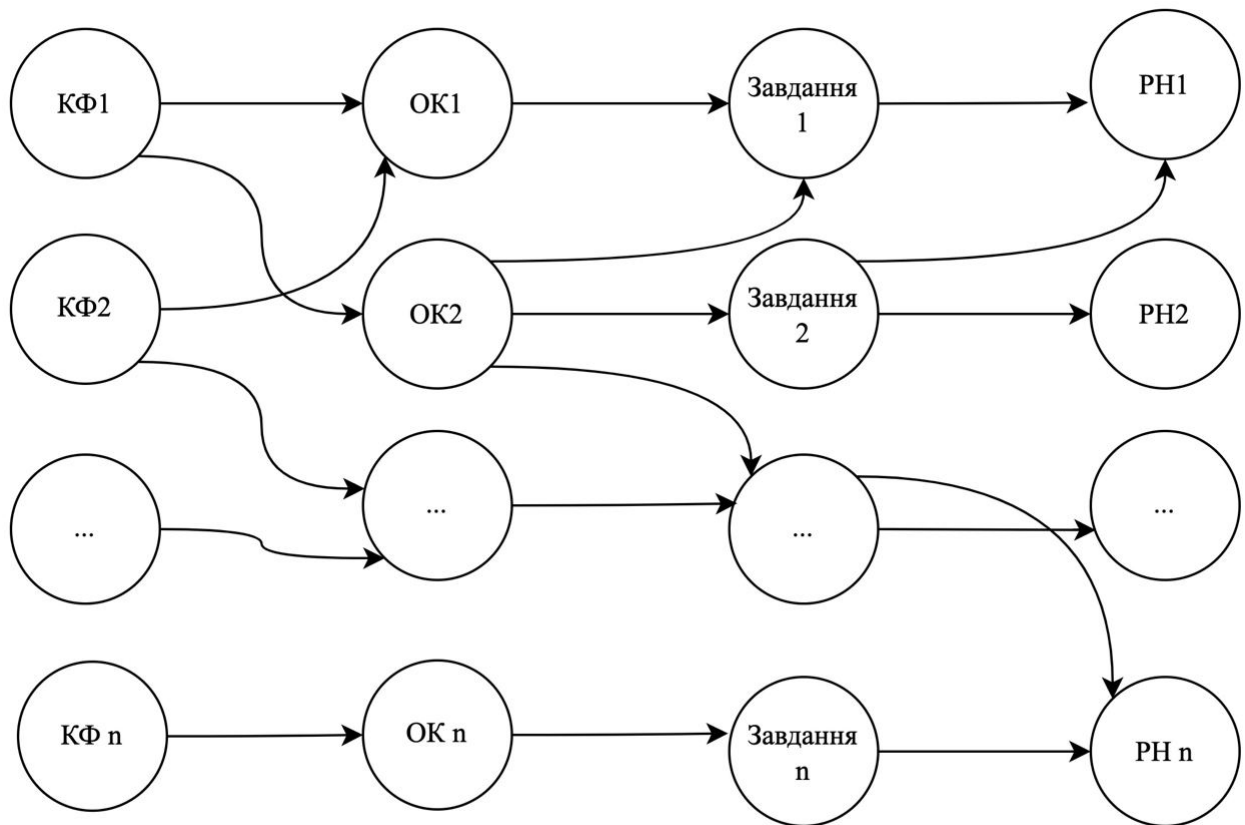 КФ1
ОК1
Завдання
1
РН1
КФ2
ОК2
Завдання
2
РН2
...
...
...
...
КФ n
ОК n
Завдання
n
РН n